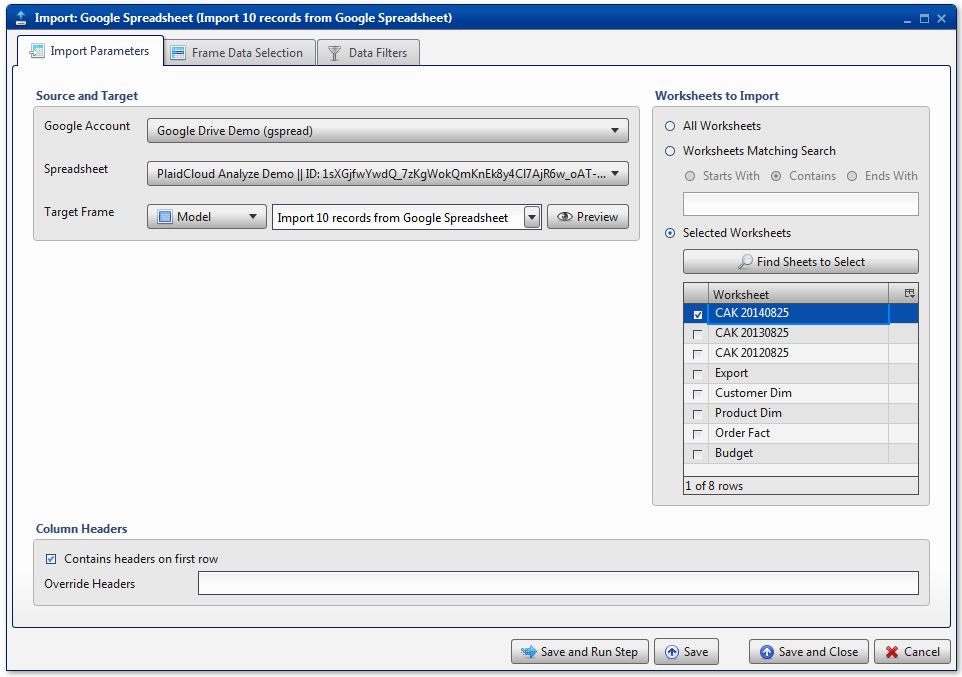 Import: Google Spreadsheet (Import 10 records from Google Spreadsheet)
Import Parameters
Frame Data Selection
Data Filters
Source and Target
Google Account
Google Drive Demo (gspread)
Spreadsheet
PlaidCloud Analyze Demo || ID: 1sXGjfwYwdQ_7zKgWokQmKnEk8y4Cl7AjR6w_oAT-...
Target Frame
Model
Import 10 records from Google Spreadsheet
Preview
Worksheets to Import
All Worksheets
Worksheets Matching Search
Starts With
Contains
Ends With
Selected Worksheets
Find Sheets to Select
Worksheet
CAK 20140825
CAK 20130825
CAK 20120825
Export
Customer Dim
Product Dim
Order Fact
Budget
1 of 8 rows
Column Headers
Contains headers on first row
Override Headers
Save and Run Step
Save
Save and Close
Cancel